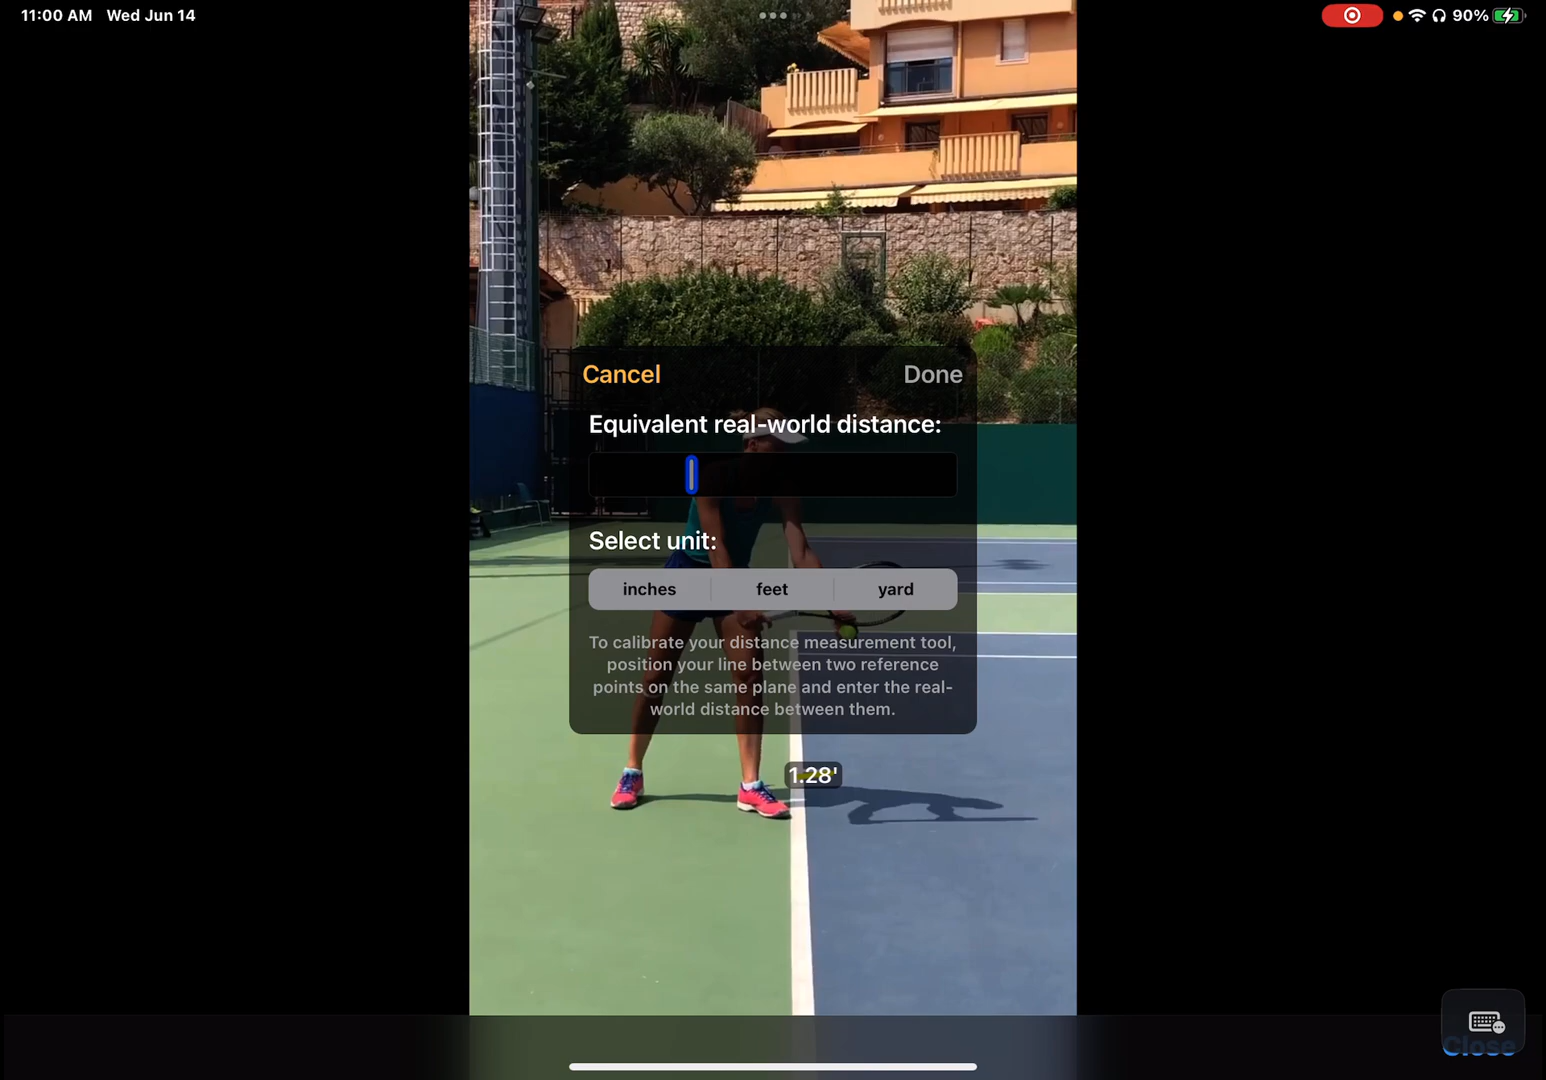 11:00 AM Wed Jun 14
90%
Cancel Done
Equivalent real-world distance:
Select unit:
inches feet yard
To calibrate your distance measurement tool,
position your line between two reference
points on the same plane and enter the real-
world distance between them.
1.28'
Close